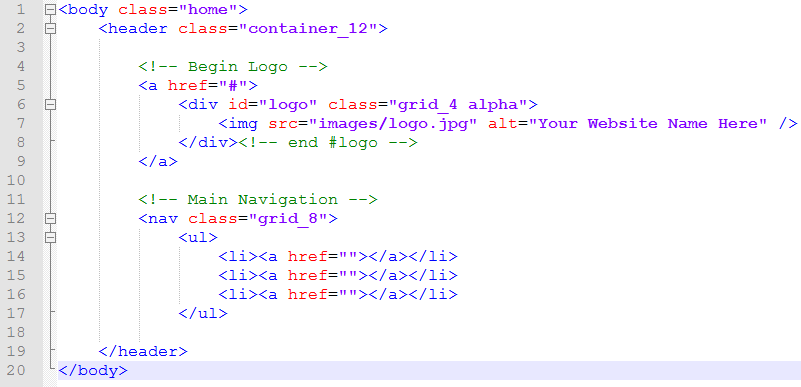 1 <body class="home">
2     <header class="container_12">
3
4         <!-- Begin Logo -->
5         <a href="#">
6             <div id="logo" class="grid_4 alpha">
7                 <img src="images/logo.jpg" alt="Your Website Name Here" />
8             </div><!-- end #logo -->
9         </a>
10
11         <!-- Main Navigation -->
12         <nav class="grid_8">
13             <ul>
14                 <li><a href=""></a></li>
15                 <li><a href=""></a></li>
16                 <li><a href=""></a></li>
17             </ul>
18
19     </header>
20 </body>